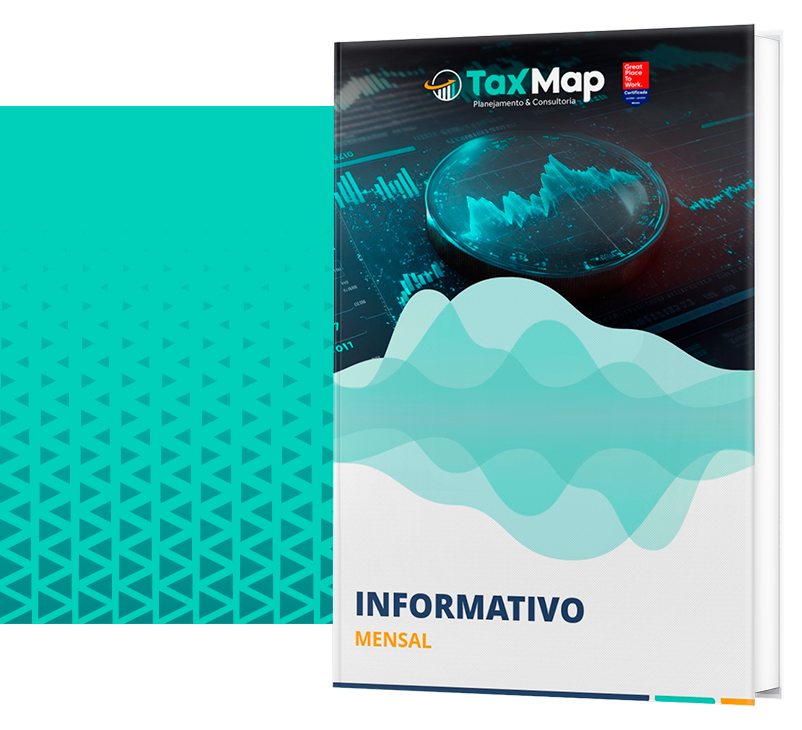 TaxMap
Planejamento & Consultoria
Great
Place
To
Work.
Certificada
INFORMATIVO
MENSAL